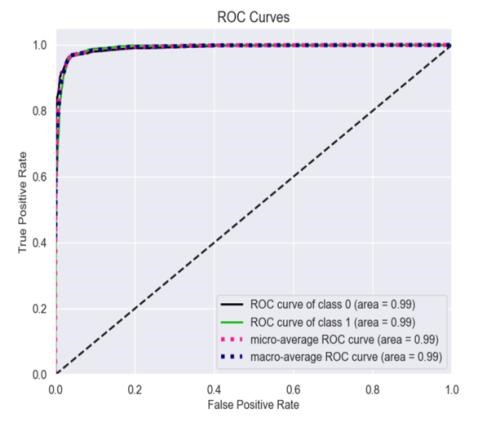 ROC Curves
True Positive Rate
1.0
0.8
0.6
0.4
0.2
0.0
ROC curve of class 0 (area = 0.99)
ROC curve of class 1 (area = 0.99)
micro-average ROC curve (area = 0.99)
macro-average ROC curve (area = 0.99)
0.0 0.2 0.4 0.6 0.8 1.0
False Positive Rate